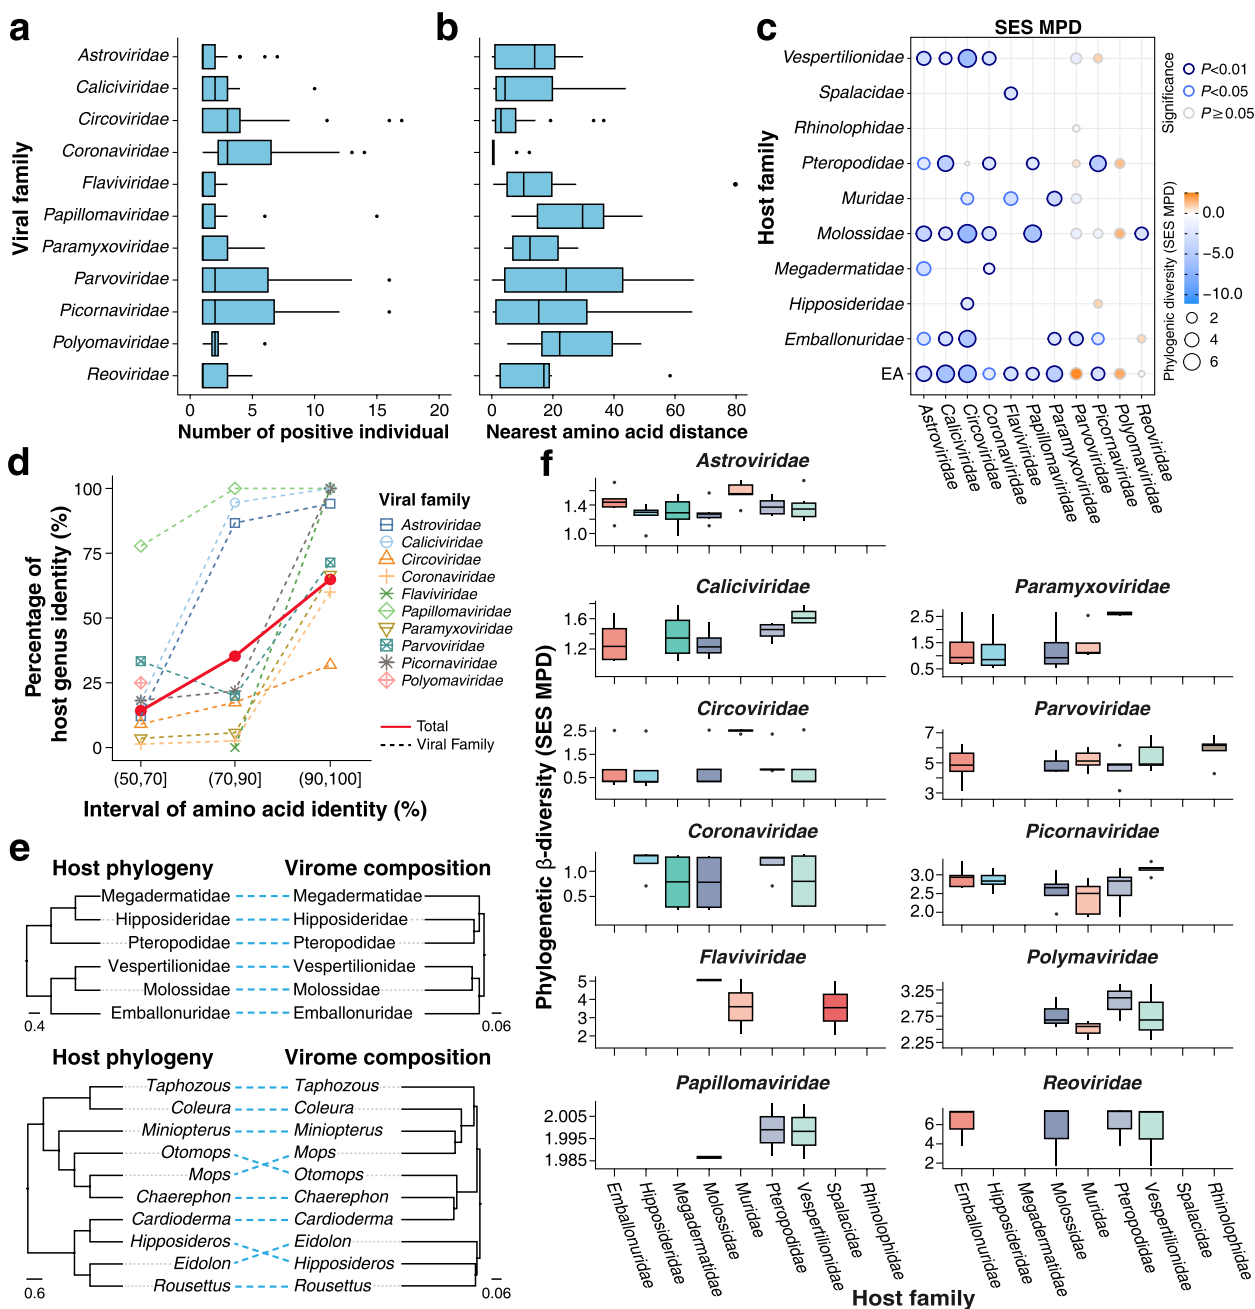 a
Viral family
Astroviridae
Caliciviridae
Circoviridae
Coronaviridae
Flaviviridae
Papillomaviridae
Paramyxoviridae
Parvoviridae
Picornaviridae
Polyomaviridae
Reoviridae
0 5 10 15 20
Number of positive individual
b
0 20 40 60 80
Nearest amino acid distance
c
SES MPD
Host family
Vespertilionidae
Spalacidae
Rhinolophidae
Pteropodidae
Muridae
Molossidae
Megadermatidae
Hipposideridae
Emballonuridae
EA
Astroviridae
Caliciviridae
Circoviridae
Coronaviridae
Flaviviridae
Papillomaviridae
Paramyxoviridae
Parvoviridae
Picornaviridae
Polyomaviridae
Reoviridae
Significance
P<0.01
P<0.05
P≥0.05
Phylogenic diversity (SES MPD)
0.0
−5.0
−10.0
2
4
6
d
Percentage of
host genus identity (%)
100
75
50
25
0
(50,70] (70,90] (90,100]
Interval of amino acid identity (%)
Viral family
Astroviridae
Caliciviridae
Circoviridae
Coronaviridae
Flaviviridae
Papillomaviridae
Paramyxoviridae
Parvoviridae
Picornaviridae
Polyomaviridae
Total
Viral Family
e
Host phylogeny Virome composition
Megadermatidae Megadermatidae
Hipposideridae Hipposideridae
Pteropodidae Pteropodidae
Vespertilionidae Vespertilionidae
Molossidae Molossidae
Emballonuridae Emballonuridae
0.4 0.06
Host phylogeny Virome composition
Taphozous Taphozous
Coleura Coleura
Miniopterus Miniopterus
Otomops Mops
Mops Otomops
Chaerephon Chaerephon
Cardioderma Cardioderma
Hipposideros Eidolon
Eidolon Hipposideros
Rousettus Rousettus
0.6 0.06
f
Phylogenetic β-diversity (SES MPD)
Astroviridae
1.4
1.0
Caliciviridae
1.6
1.2
Circoviridae
2.5
1.5
0.5
Coronaviridae
1.0
0.5
Flaviviridae
5
4
3
2
Papillomaviridae
2.005
1.995
1.985
Emballonuridae
Hipposideridae
Megadermatidae
Molossidae
Muridae
Pteropodidae
Vespertilionidae
Spalacidae
Rhinolophidae
Paramyxoviridae
2.5
1.5
0.5
Parvoviridae
7
5
3
Picornaviridae
3.0
2.5
2.0
Polymaviridae
3.25
2.75
2.25
Reoviridae
6
4
2
Emballonuridae
Hipposideridae
Megadermatidae
Molossidae
Muridae
Pteropodidae
Vespertilionidae
Spalacidae
Rhinolophidae
Host family